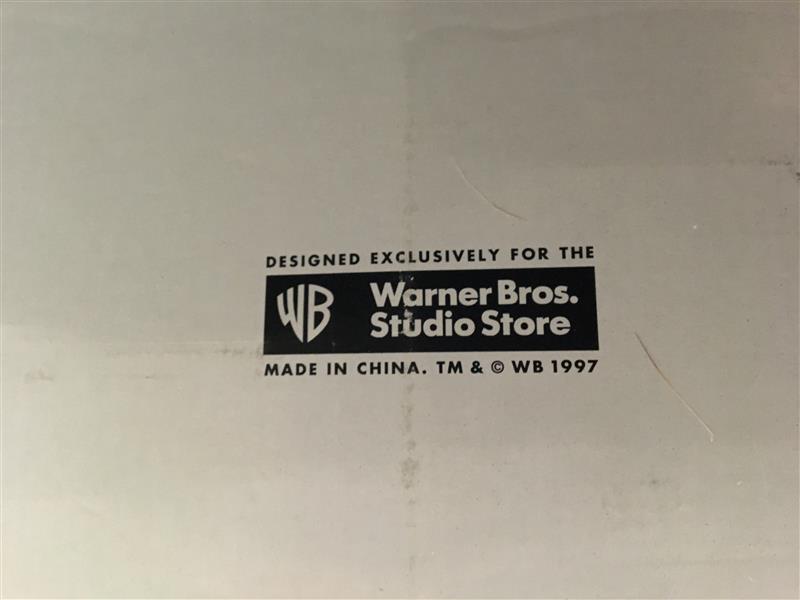 DESIGNED EXCLUSIVELY FOR THE
WB Warner Bros.
Studio Store
MADE IN CHINA. TM & © WB 1997